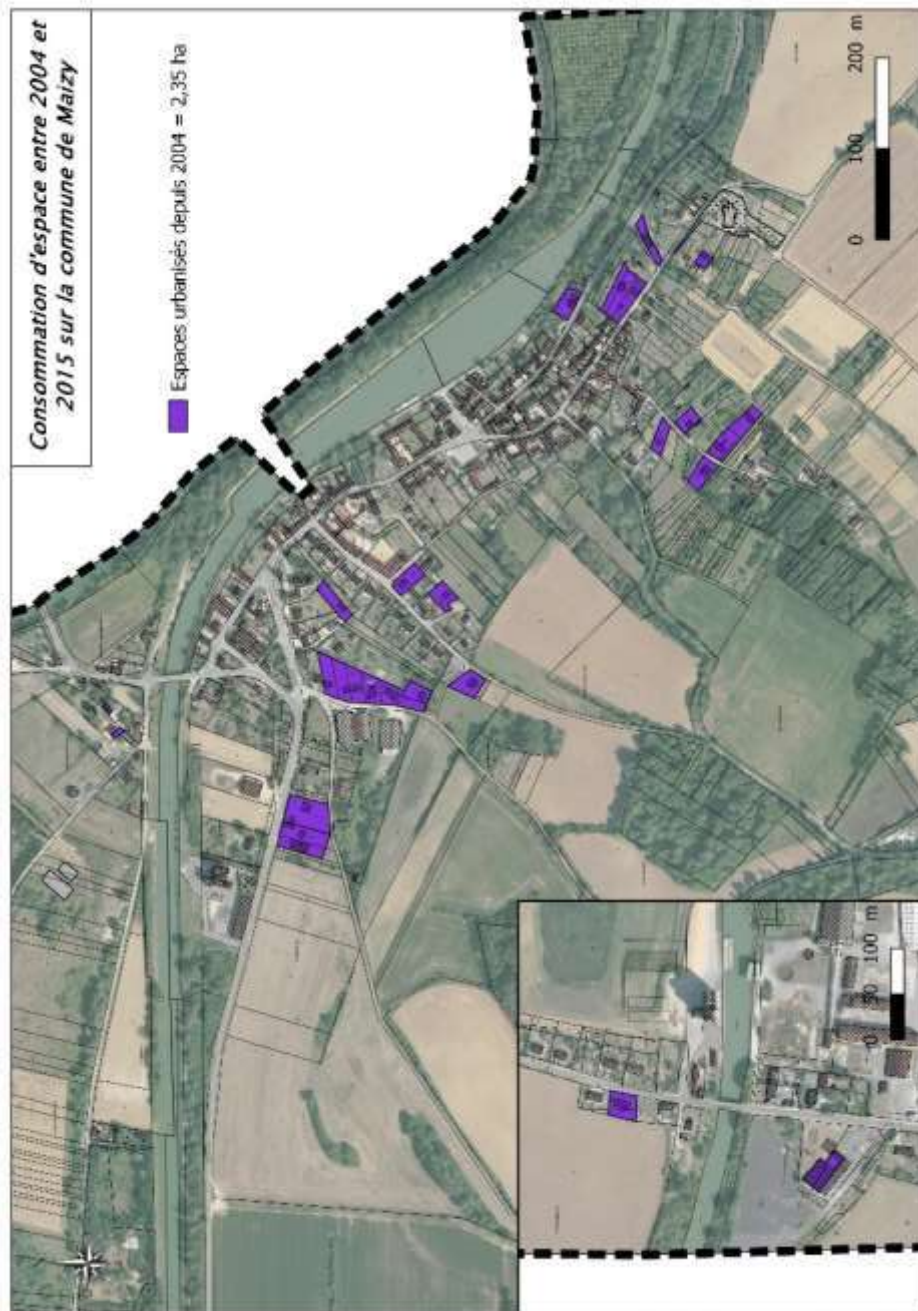 Consommation d'espace entre 2004 et
2015 sur la commune de Maizy
Espaces urbanisés depuis 2004 = 2,35 ha
0 100 200 m
0 50 100 m